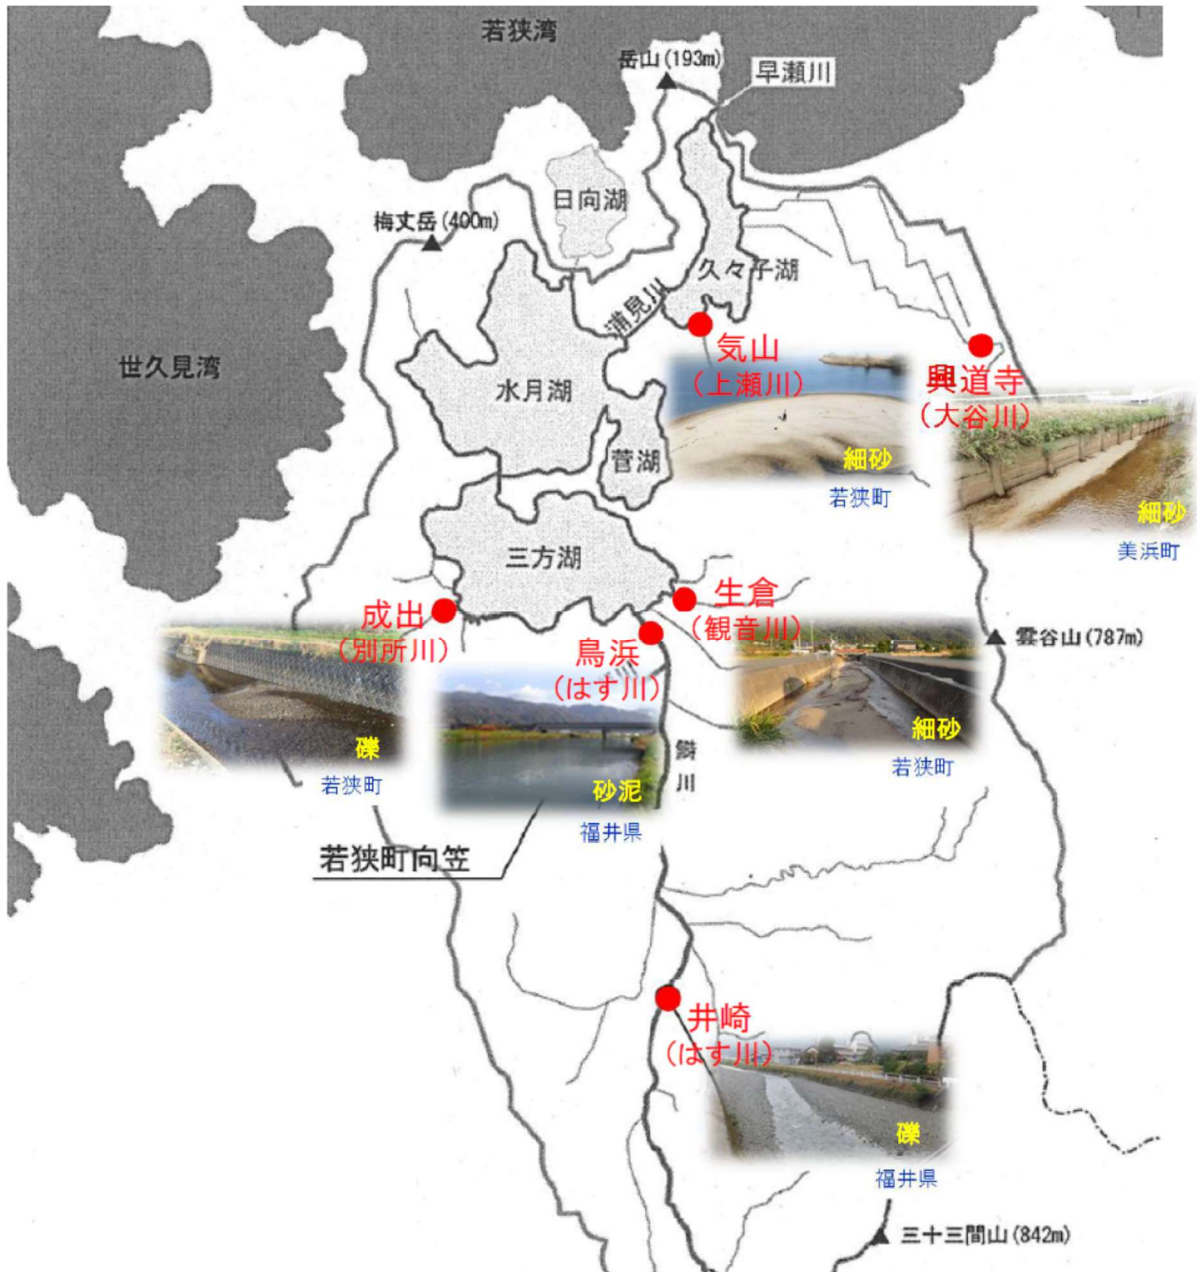 若狭湾
岳山(193m)
早瀬川
日向湖
梅丈岳(400m)
久々子湖
浦見川
気山
(上瀬川)
細砂
若狭町
興道寺
(大谷川)
細砂
美浜町
世久見湾
水月湖
菅湖
三方湖
成出
(別所川)
礫
若狭町
鳥浜
(はす川)
砂泥
福井県
生倉
(観音川)
細砂
若狭町
雲谷山(787m)
鰣川
若狭町向笠
井崎
(はす川)
礫
福井県
三十三間山(842m)